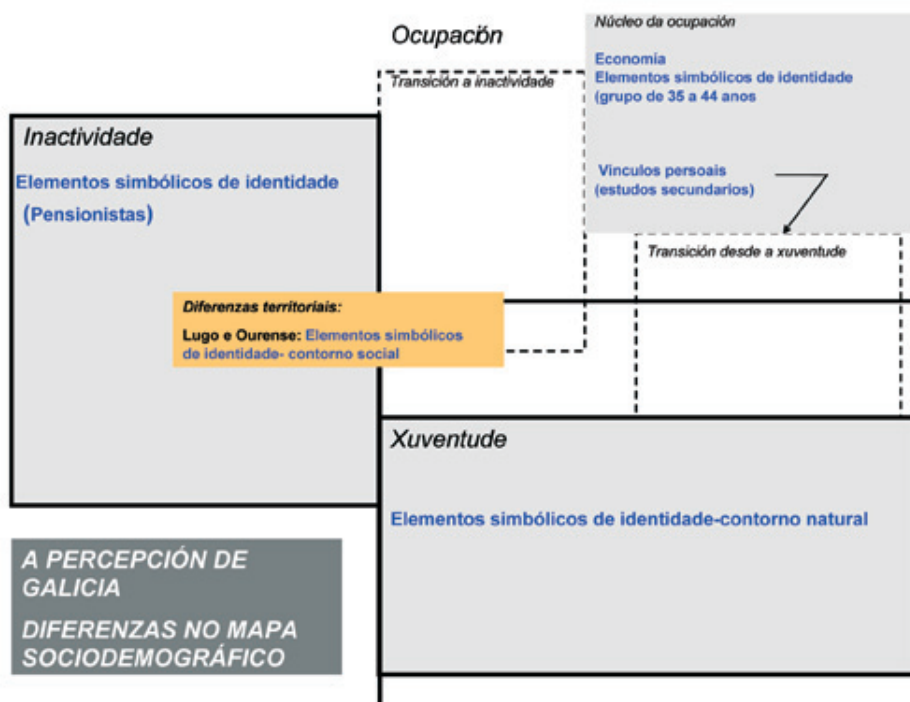 Ocupación
Núcleo da ocupación
Economía
Elementos simbólicos de identidade
(grupo de 35 a 44 anos
Vinculos persoais
(estudos secundarios)
Transición a inactividade
Transición desde a xuventude
Inactividade
Elementos simbólicos de identidade
(Pensionistas)
Diferenzas territoriais:
Lugo e Ourense: Elementos simbólicos
de identidade- contorno social
Xuventude
Elementos simbólicos de identidade-contorno natural
A PERCEPCIÓN DE
GALICIA
DIFERENZAS NO MAPA
SOCIODEMOGRÁFICO